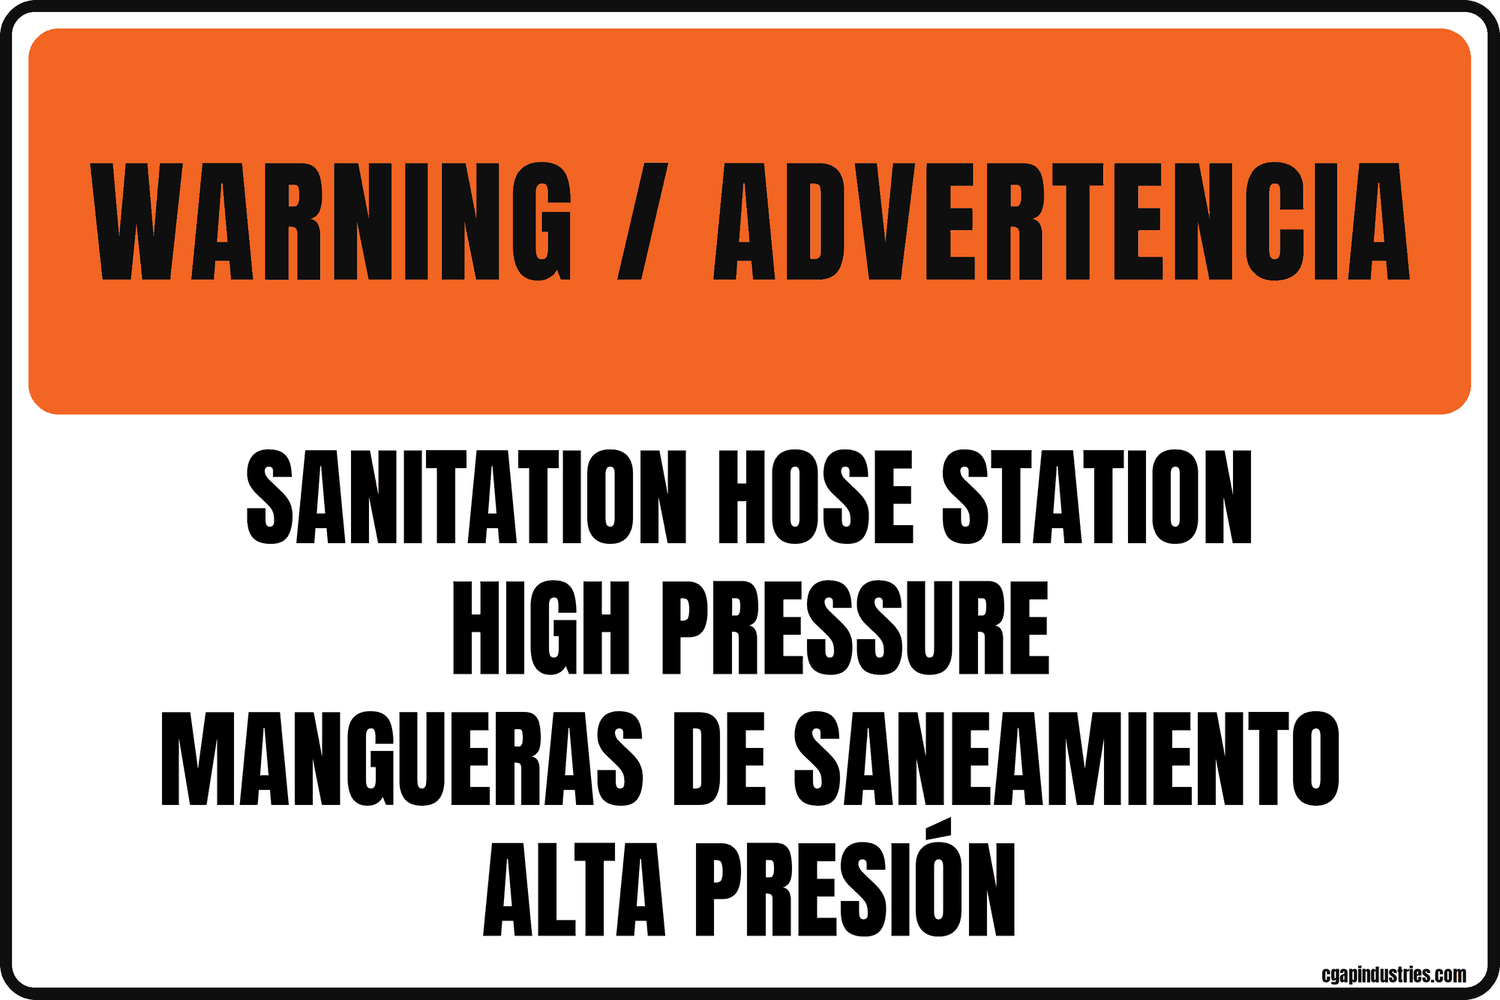 WARNING / ADVERTENCIA
SANITATION HOSE STATION
HIGH PRESSURE
MANGUERAS DE SANEAMIENTO
ALTA PRESIÓN
cgapindustries.com